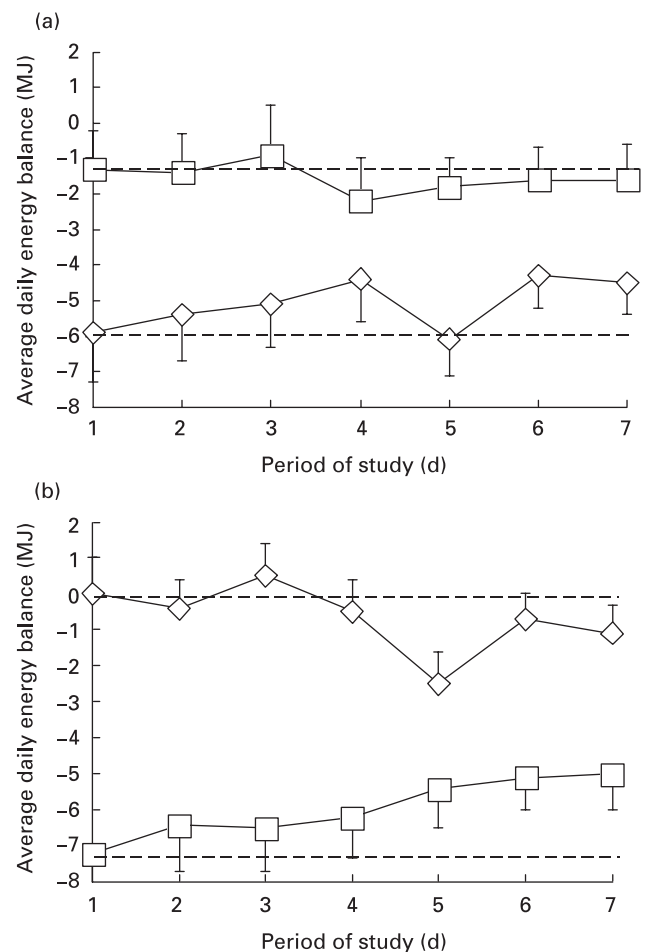 (a)
Average daily energy balance (MJ)
2
1
0
–1
–2
–3
–4
–5
–6
–7
–8
1 2 3 4 5 6 7
Period of study (d)
(b)
Average daily energy balance (MJ)
2
1
0
–1
–2
–3
–4
–5
–6
–7
–8
1 2 3 4 5 6 7
Period of study (d)